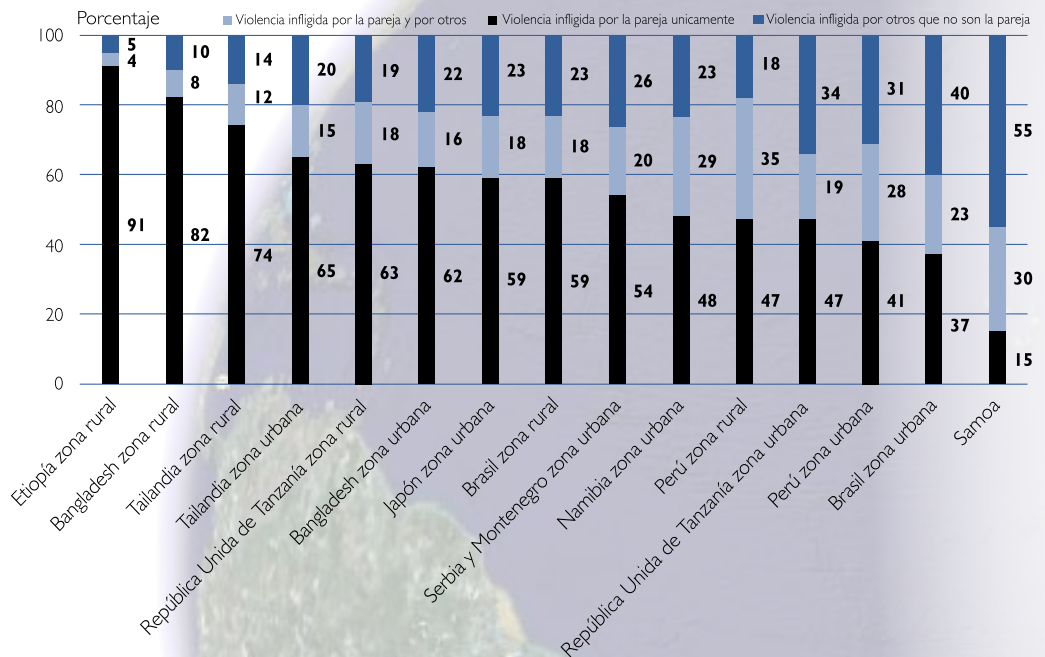 Porcentaje
Violencia infligida por la pareja y por otros
Violencia infligida por la pareja unicamente
Violencia infligida por otros que no son la pareja
100
80
60
40
20
0
5
4
91
10
8
82
14
12
74
20
15
65
19
18
63
22
16
62
23
18
59
23
18
59
26
20
54
23
29
48
18
35
47
34
19
47
31
28
41
40
23
37
55
30
15
Etiopía zona rural
Bangladesh zona rural
Tailandia zona rural
Tailandia zona urbana
República Unida de Tanzanía zona rural
Bangladesh zona urbana
Japón zona urbana
Brasil zona rural
Serbia y Montenegro zona urbana
Namibia zona urbana
Perú zona rural
República Unida de Tanzanía zona urbana
Perú zona urbana
Brasil zona urbana
Samoa